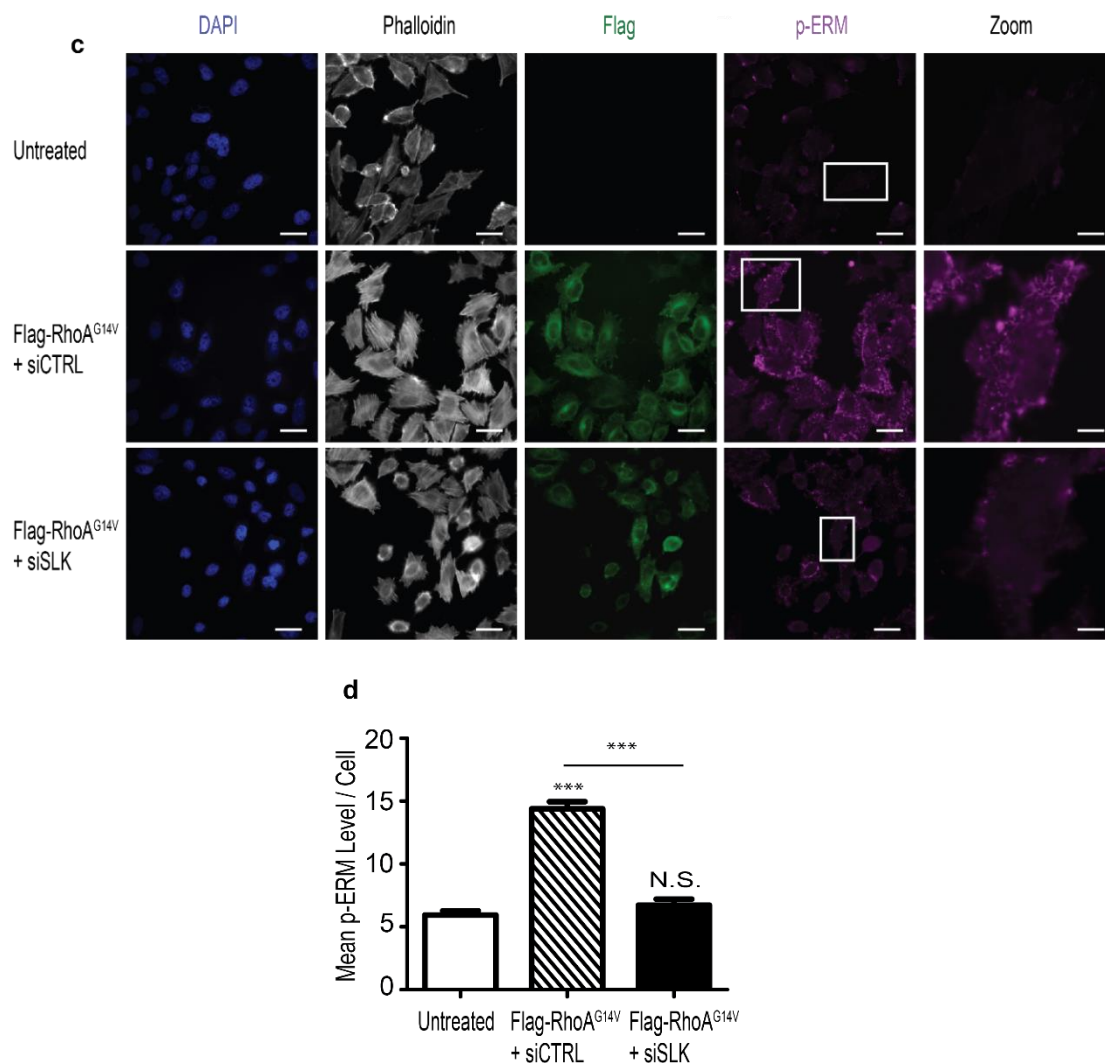 c
DAPI Phalloidin Flag p-ERM Zoom
Untreated
Flag-RhoA^G14V
+ siCTRL
Flag-RhoA^G14V
+ siSLK
d
20
15
10
5
0
Mean p-ERM Level / Cell
***
***
N.S.
Untreated Flag-RhoA^G14V Flag-RhoA^G14V
+ siCTRL + siSLK